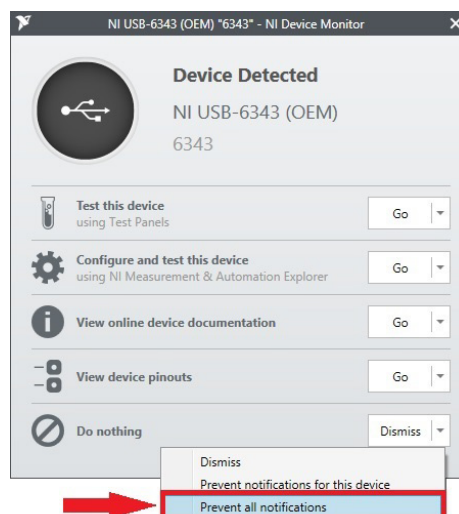 NI USB-6343 (OEM) "6343" - NI Device Monitor
Device Detected
NI USB-6343 (OEM)
6343
Test this device
using Test Panels
Go
Configure and test this device
using NI Measurement & Automation Explorer
Go
View online device documentation
Go
View device pinouts
Go
Do nothing
Dismiss
Dismiss
Prevent notifications for this device
Prevent all notifications